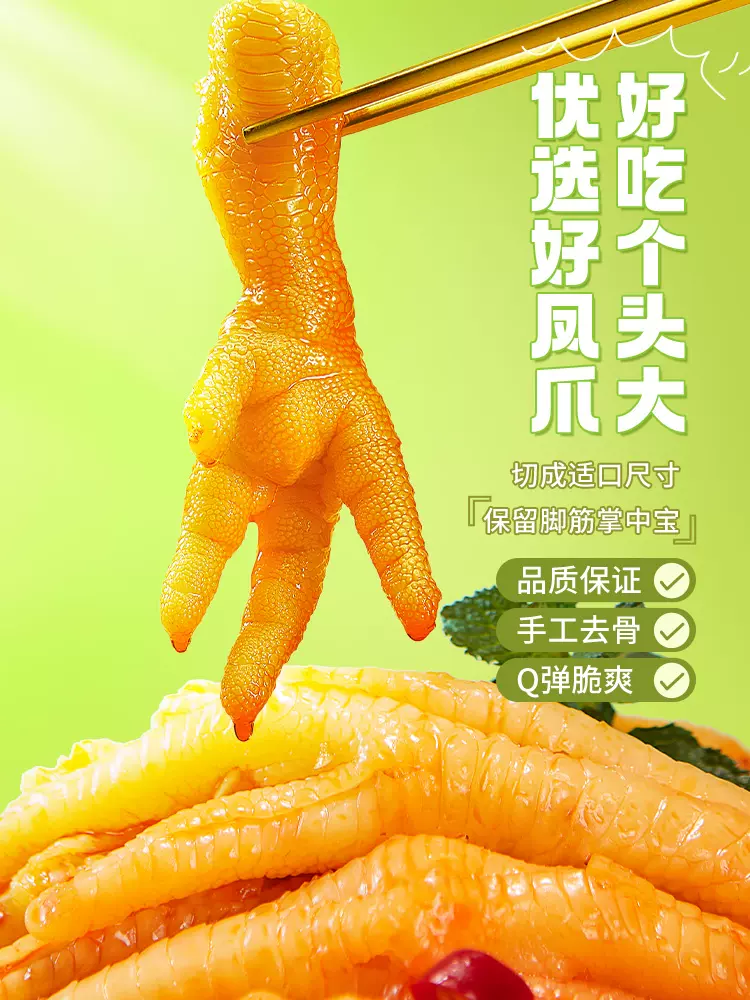 好吃个头大
优选好凤爪
切成适口尺寸
「保留脚筋掌中宝」
品质保证
手工去骨
Q弹脆爽